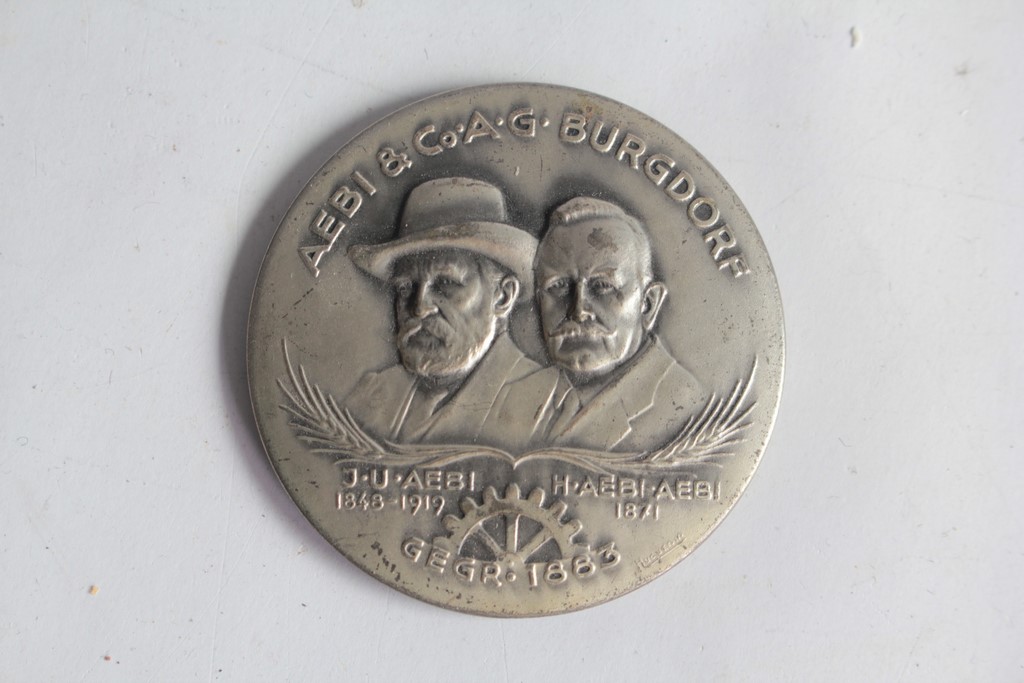 AEBI & Co·A·G· BURGDORF
J·U·AEBI
1848-1919
H·AEBI-AEBI
1871
GEGR· 1883